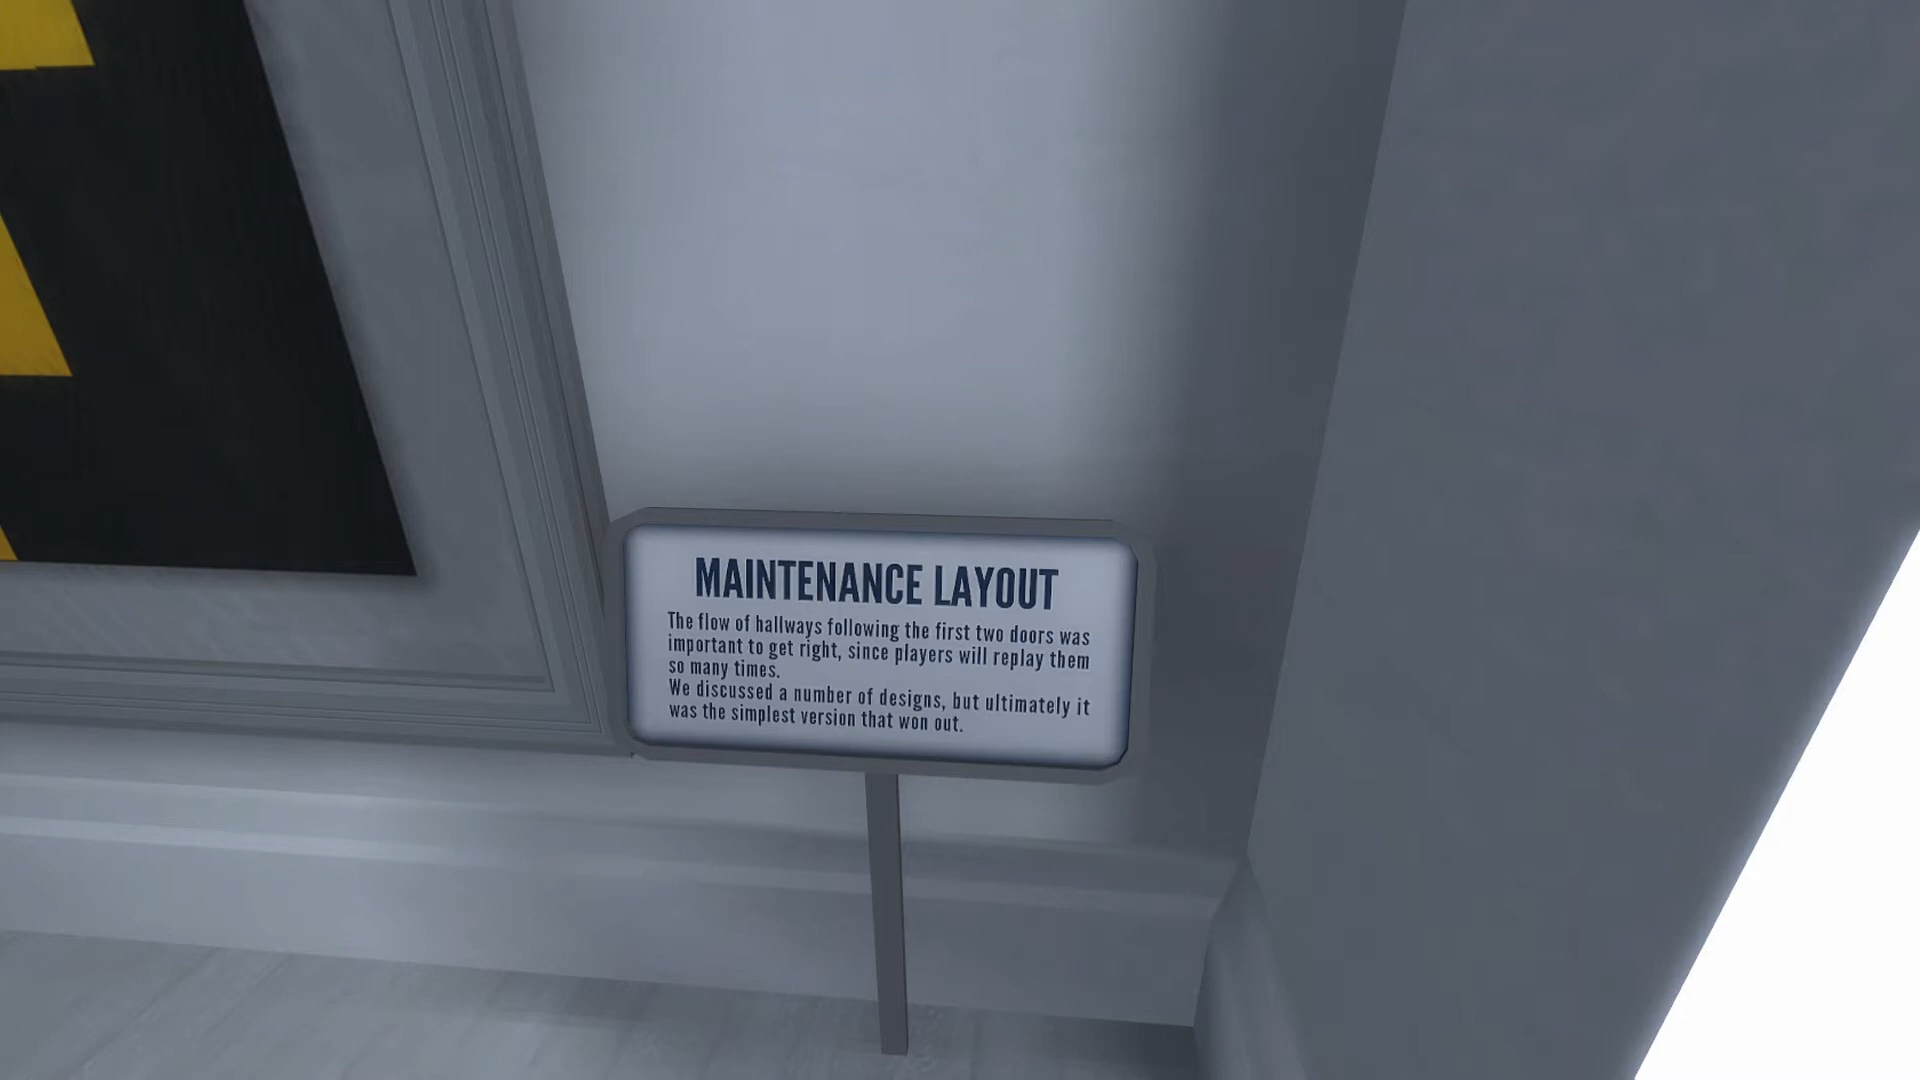 MAINTENANCE LAYOUT
The flow of hallways following the first two doors was
important to get right, since players will replay them
so many times.
We discussed a number of designs, but ultimately it
was the simplest version that won out.